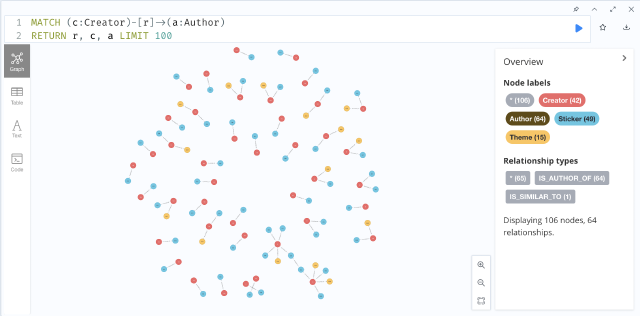 1 MATCH (c:Creator)-[r]->(a:Author)
2 RETURN r, c, a LIMIT 100
Graph
Table
Text
Code
Overview
Node labels
* (106) Creator (42)
Author (64) Sticker (49)
Theme (15)
Relationship types
* (65) IS_AUTHOR_OF (64)
IS_SIMILAR_TO (1)
Displaying 106 nodes, 64
relationships.